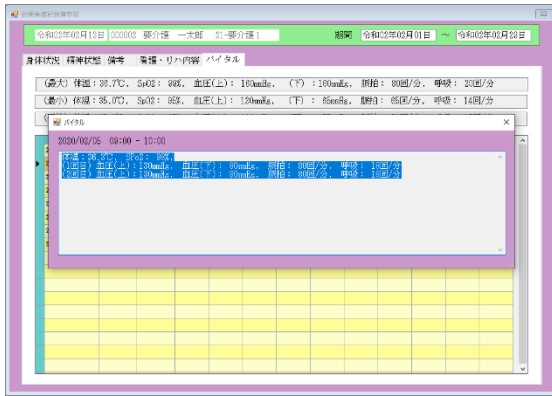 令和02年02月13日 000002 要介護 一太郎 21-要介護1 期間 令和02年02月01日 ～ 令和02年02月29日
身体状況 精神状態 備考 看護・リハ内容 バイタル
(最大) 体温：36.7℃, SpO2： 98%, 血圧(上)： 160mmHg, (下) ：100mmHg, 脈拍： 80回/分, 呼吸： 20回/分
(最小) 体温：35.0℃, SpO2： 95%, 血圧(上)： 120mmHg, (下) ： 65mmHg, 脈拍： 65回/分, 呼吸： 14回/分
バイタル
2020/02/05 09:00 - 10:00
体温：36.3℃, SPo2： 95%,
(1回目) 血圧(上)：130mmHg, 血圧(下)： 80mmHg, 脈拍： 80回/分, 呼吸： 18回/分
(2回目) 血圧(上)：130mmHg, 血圧(下)： 80mmHg, 脈拍： 80回/分, 呼吸： 18回/分